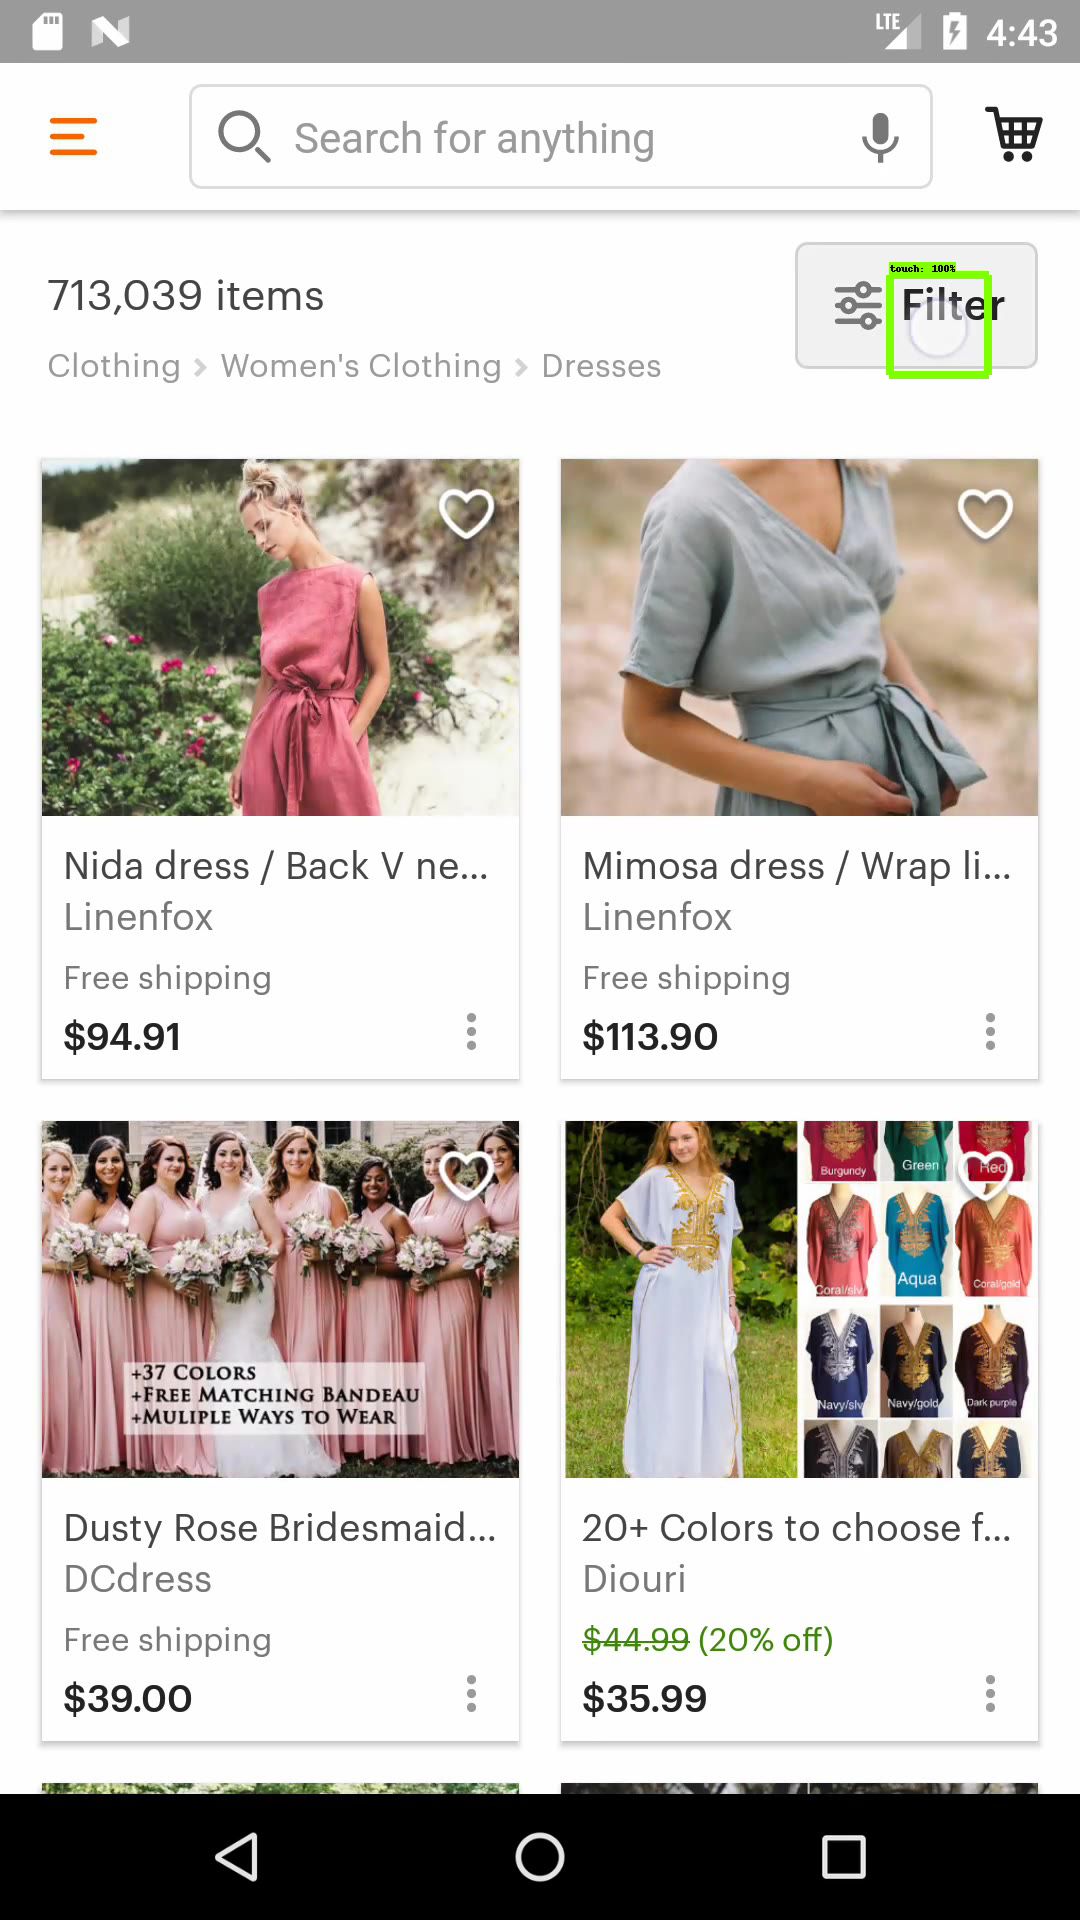 LTE 4:43
Search for anything
touch: 100%
713,039 items
Filter
Clothing > Women's Clothing > Dresses
Nida dress / Back V ne...
Linenfox
Free shipping
$94.91
Mimosa dress / Wrap li...
Linenfox
Free shipping
$113.90
+37 Colors
+Free Matching Bandeau
+Muliple Ways to Wear
Dusty Rose Bridesmaid...
DCdress
Free shipping
$39.00
Burgundy Green Red
Coral/slv Aqua Coral/gold
Navy/slv Navy/gold Dark purple
20+ Colors to choose f...
Diouri
$44.99 (20% off)
$35.99